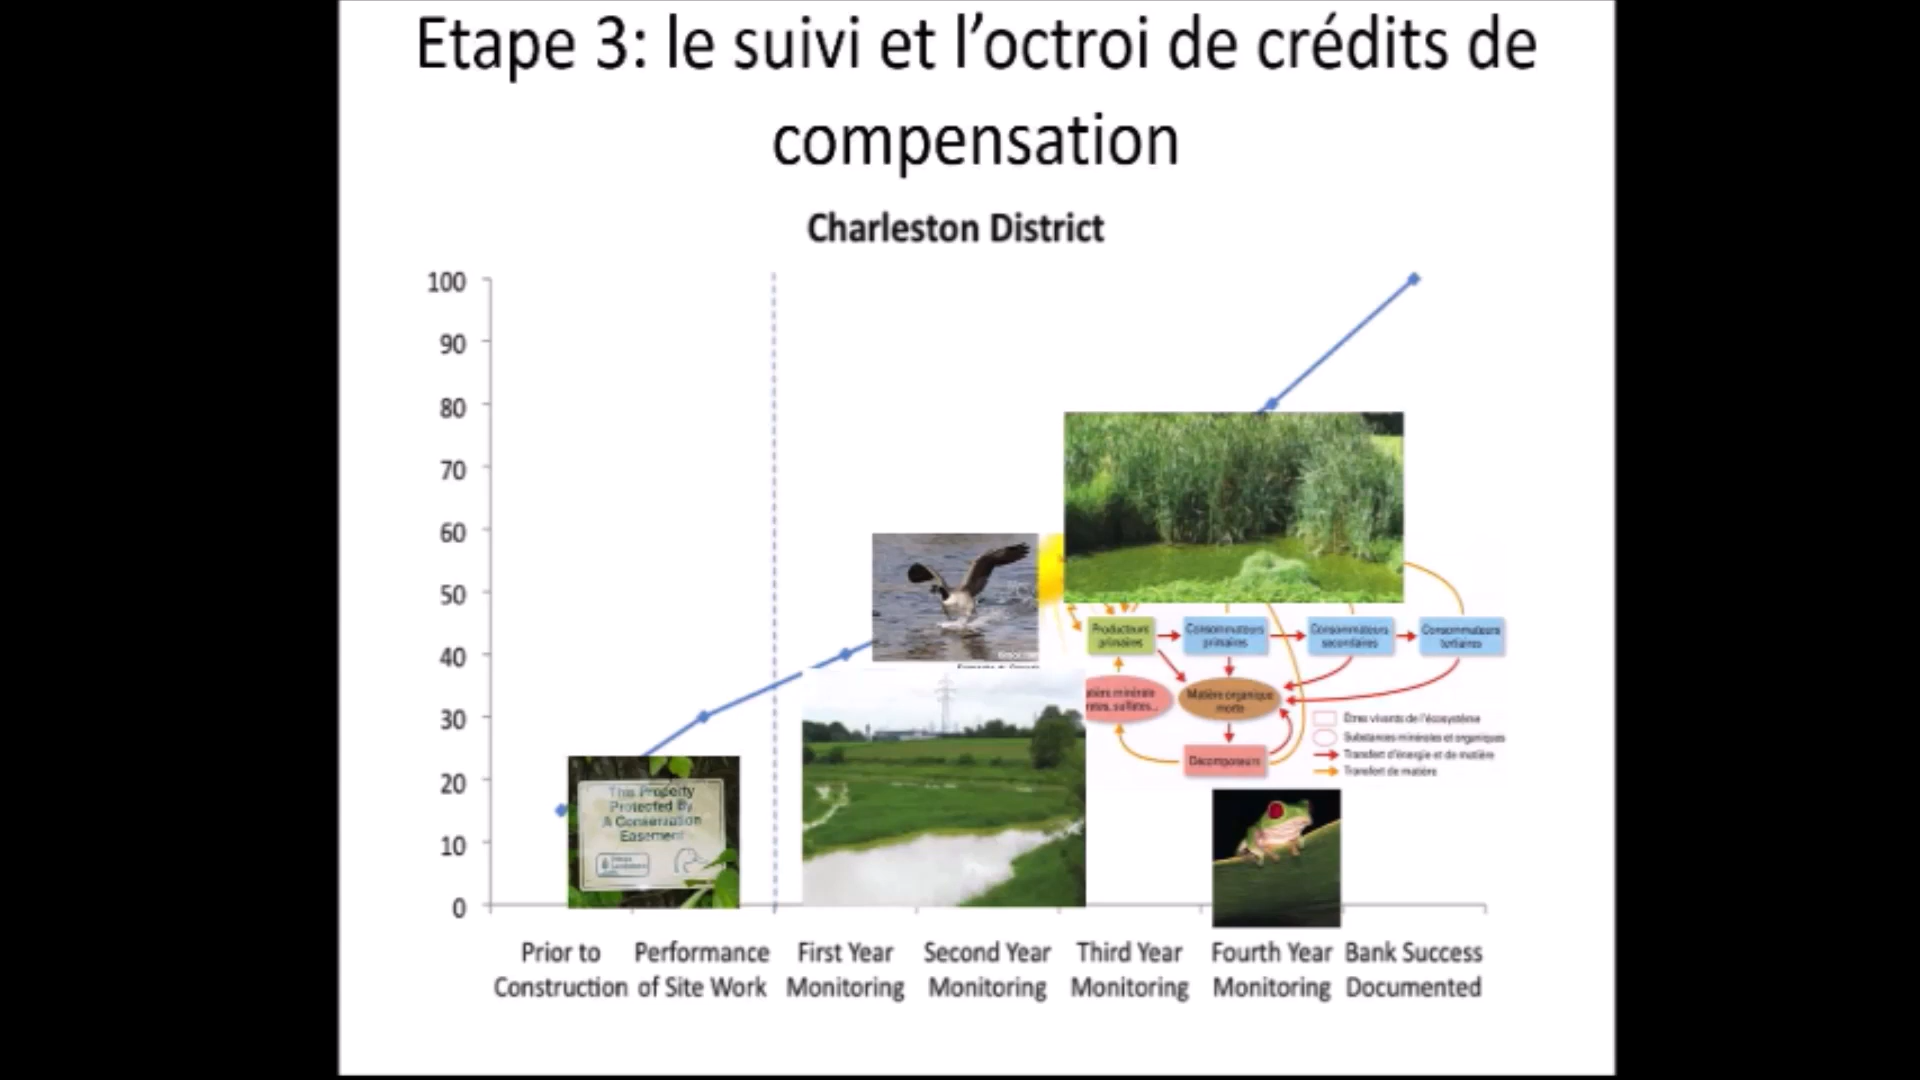 Etape 3: le suivi et l’octroi de crédits de
compensation
Charleston District
100
90
80
70
60
50
40
30
20
10
0
This Property
Protected By
A Conservation
Easement
Producteurs
primaires
Consommateurs
primaires
Consommateurs
secondaires
Consommateurs
tertiaires
Matière organique
morte
Décomposeurs
Êtres vivants de l'écosystème
Substances minérales et organiques
Transfert d'énergie et de matière
Transfert de matière
Prior to
Construction
Performance
of Site Work
First Year
Monitoring
Second Year
Monitoring
Third Year
Monitoring
Fourth Year
Monitoring
Bank Success
Documented